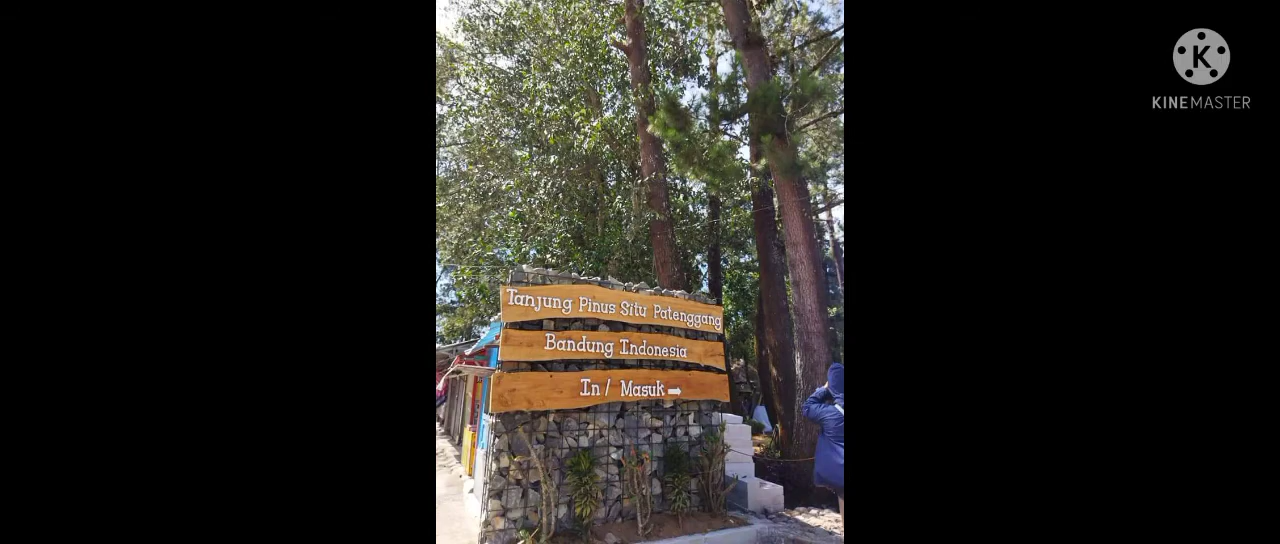 Tanjung Pinus Situ Patenggang
Bandung Indonesia
In / Masuk →
K
KINEMASTER